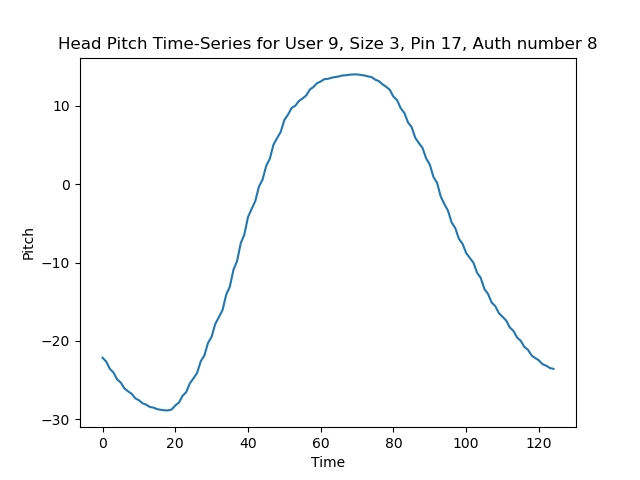 Head Pitch Time-Series for User 9, Size 3, Pin 17, Auth number 8
10
0
−10
−20
−30
Pitch
0 20 40 60 80 100 120
Time